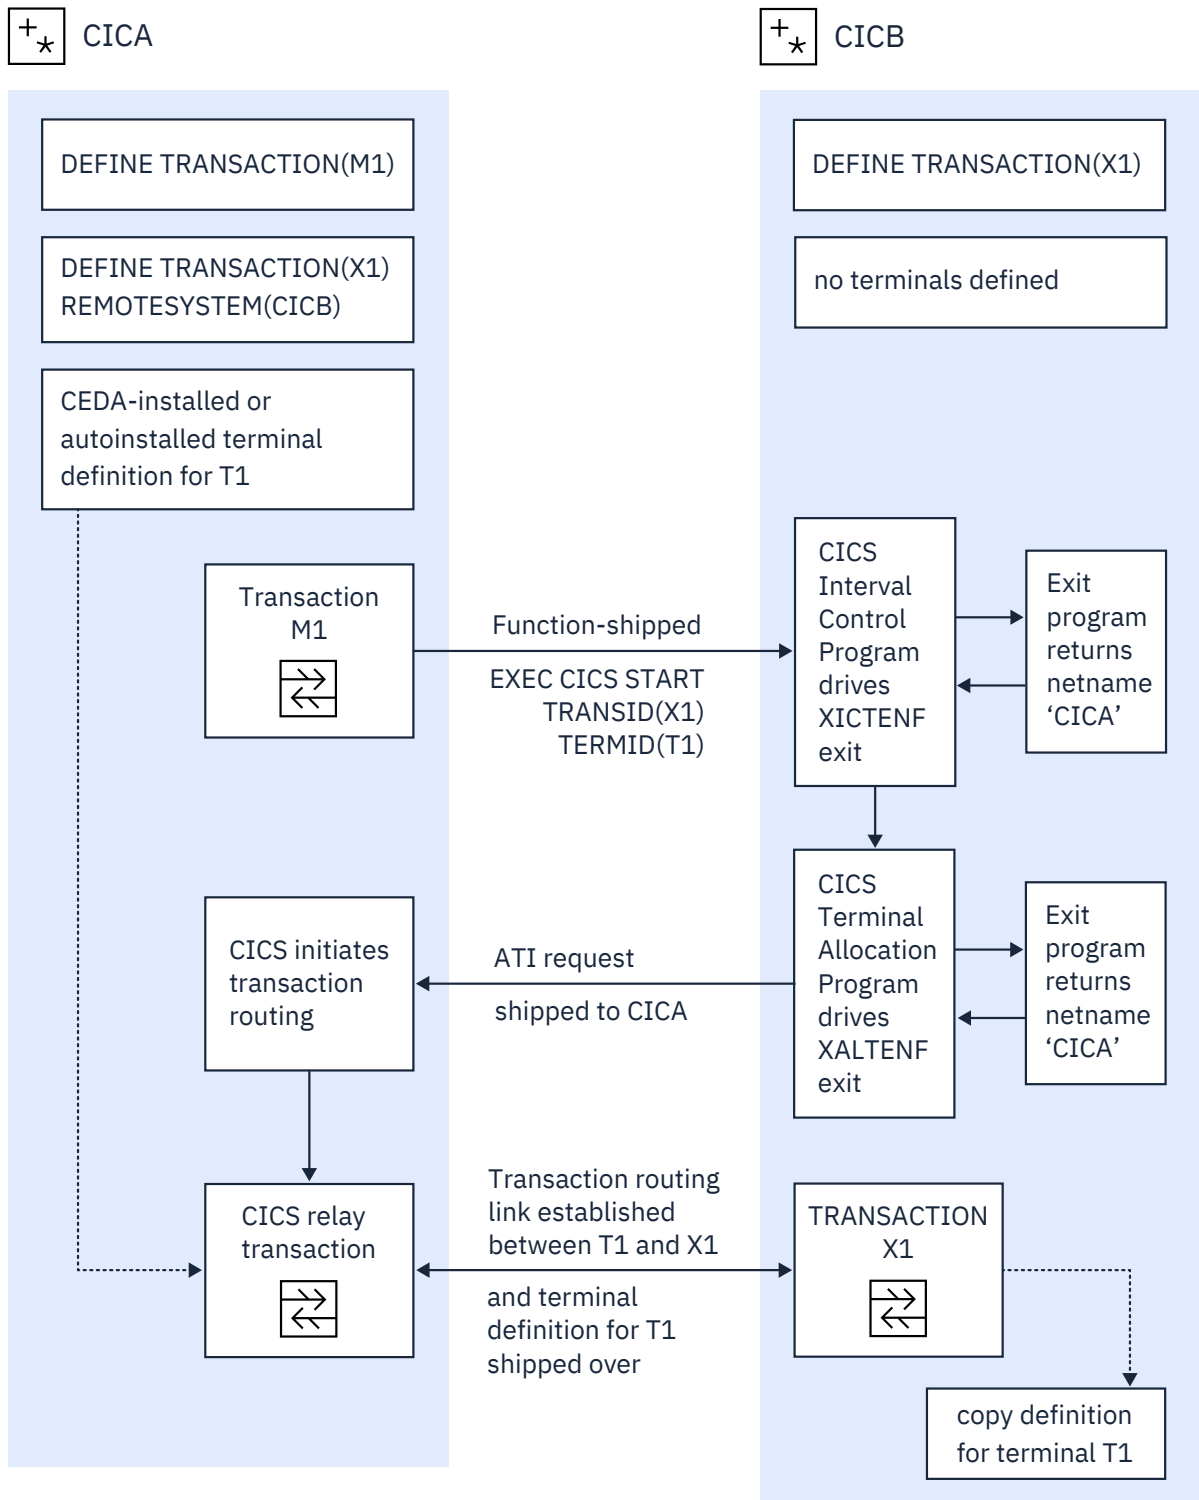 CICA
CICB
DEFINE TRANSACTION(M1)
DEFINE TRANSACTION(X1)
DEFINE TRANSACTION(X1)
REMOTESYSTEM(CICB)
no terminals defined
CEDA-installed or
autoinstalled terminal
definition for T1
Transaction
M1
Function-shipped
EXEC CICS START
TRANSID(X1)
TERMID(T1)
CICS
Interval
Control
Program
drives
XICTENF
exit
Exit
program
returns
netname
‘CICA’
CICS initiates
transaction
routing
ATI request
shipped to CICA
CICS
Terminal
Allocation
Program
drives
XALTENF
exit
Exit
program
returns
netname
‘CICA’
CICS relay
transaction
Transaction routing
link established
between T1 and X1
and terminal
definition for T1
shipped over
TRANSACTION
X1
copy definition
for terminal T1